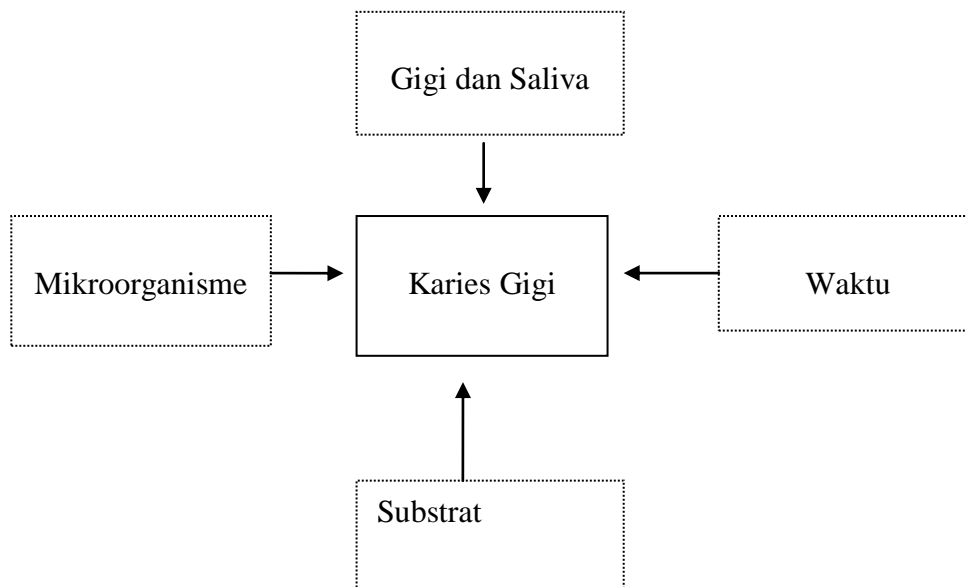 Gigi dan Saliva
Mikroorganisme
Karies Gigi
Waktu
Substrat